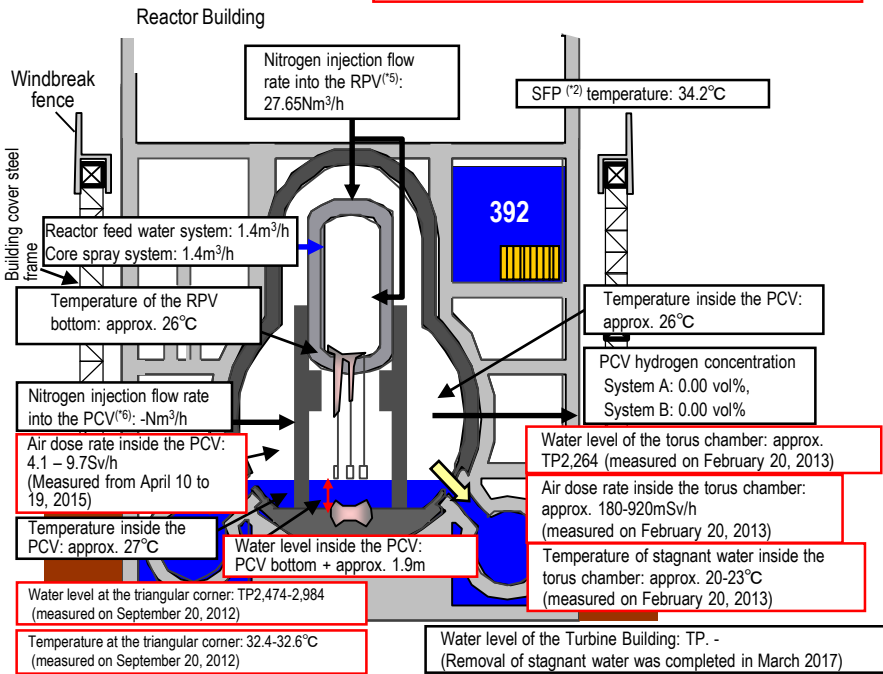 Reactor Building
Nitrogen injection flow
rate into the RPV(*5):
27.65Nm³/h
Windbreak
fence
SFP (*2) temperature: 34.2℃
392
Building cover steel
frame
Reactor feed water system: 1.4m³/h
Core spray system: 1.4m³/h
Temperature of the RPV
bottom: approx. 26℃
Temperature inside the PCV:
approx. 26℃
PCV hydrogen concentration
System A: 0.00 vol%,
System B: 0.00 vol%
Nitrogen injection flow rate
into the PCV(*6): -Nm³/h
Air dose rate inside the PCV:
4.1 – 9.7Sv/h
(Measured from April 10 to
19, 2015)
Water level of the torus chamber: approx.
TP2,264 (measured on February 20, 2013)
Air dose rate inside the torus chamber:
approx. 180-920mSv/h
(measured on February 20, 2013)
Temperature inside the
PCV: approx. 27℃
Water level inside the PCV:
PCV bottom + approx. 1.9m
Temperature of stagnant water inside the
torus chamber: approx. 20-23℃
(measured on February 20, 2013)
Water level at the triangular corner: TP2,474-2,984
(measured on September 20, 2012)
Temperature at the triangular corner: 32.4-32.6℃
(measured on September 20, 2012)
Water level of the Turbine Building: TP. -
(Removal of stagnant water was completed in March 2017)